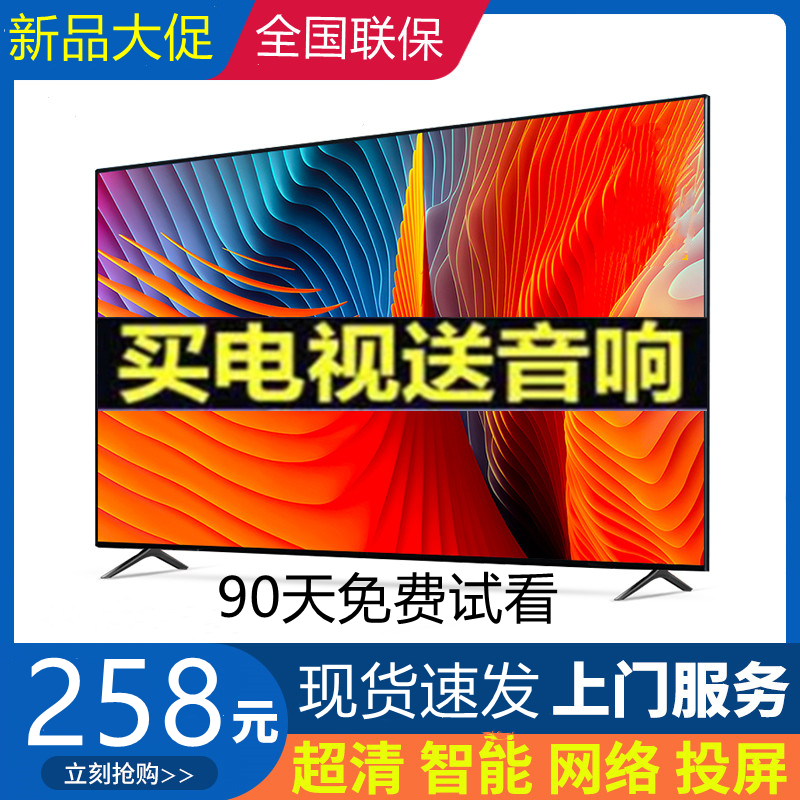 新品大促
全国联保
买电视送音响
90天免费试看
258元
立刻抢购>>
现货速发 上门服务
超清 智能 网络 投屏